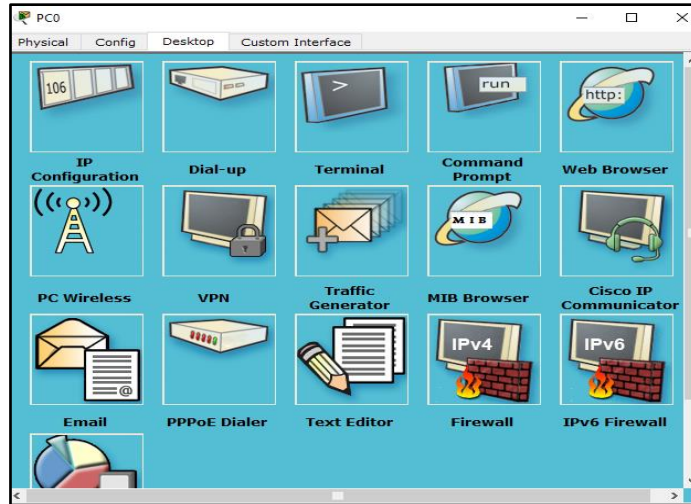 PC0
Physical Config Desktop Custom Interface
106
>
run
http:
IP
Configuration
Dial-up
Terminal
Command
Prompt
Web Browser
MIB
PC Wireless
VPN
Traffic
Generator
MIB Browser
Cisco IP
Communicator
@
IPv4
IPv6
Email
PPPoE Dialer
Text Editor
Firewall
IPv6 Firewall